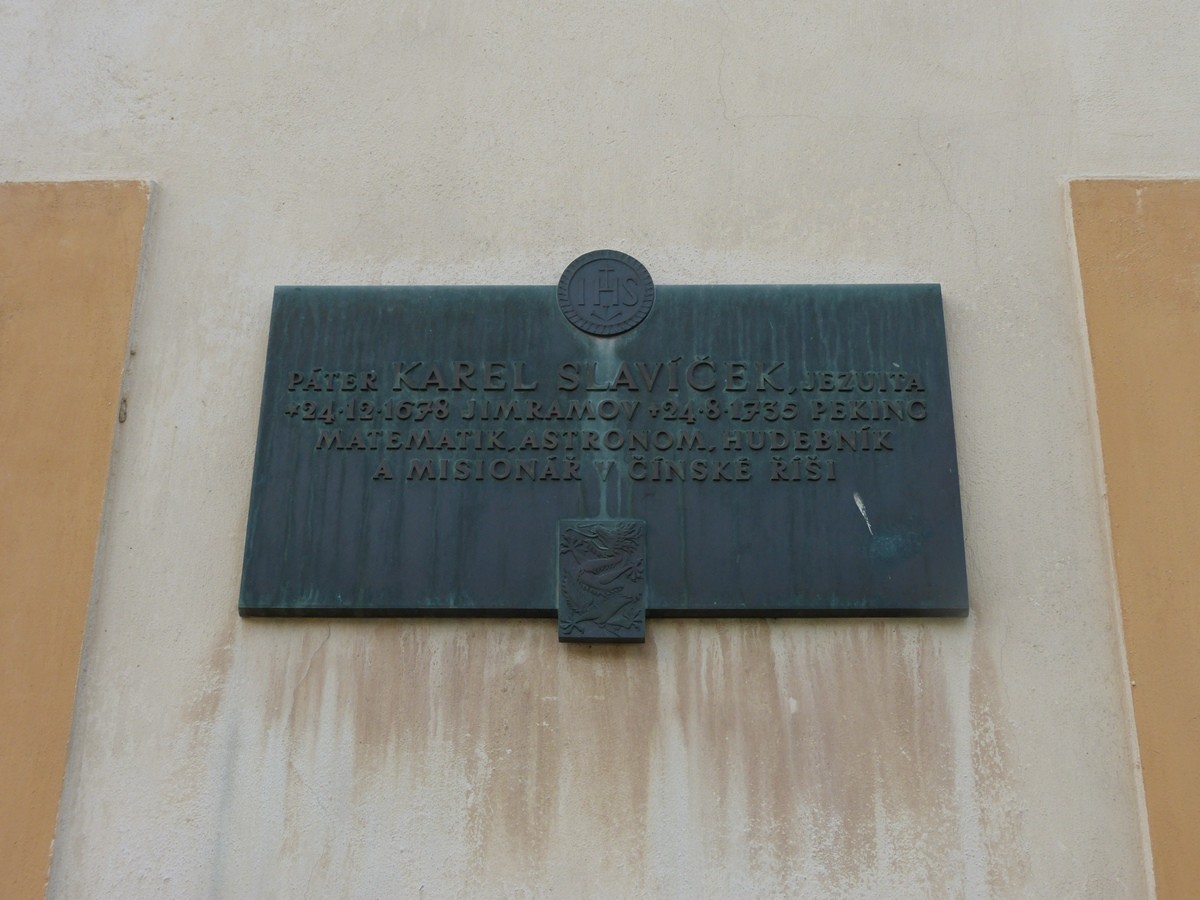 IHS
PÁTER KAREL SLAVÍČEK, JEZUITA
+24·12·1678 JIMRAMOV +24·8·1735 PEKING
MATEMATIK, ASTRONOM, HUDEBNÍK
A MISIONÁŘ V ČÍNSKÉ ŘÍŠI